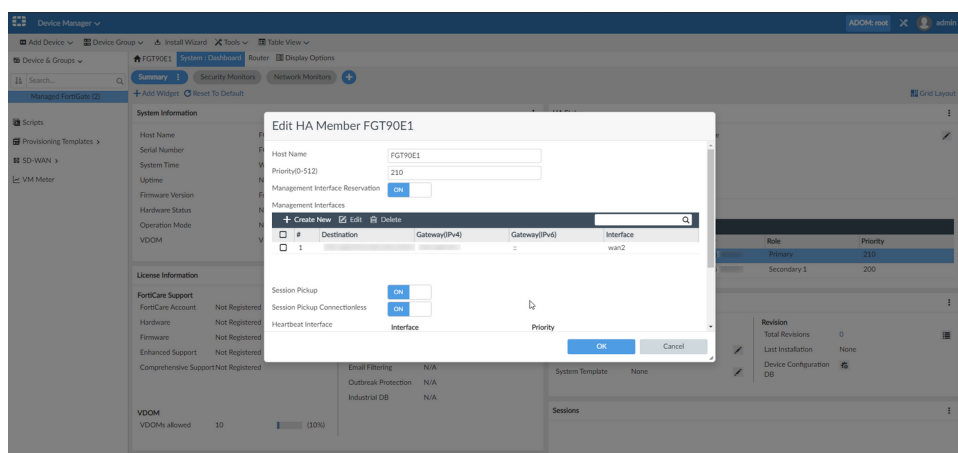 Device Manager
ADOM: root
admin
Add Device
Device Group
Install Wizard
Tools
Table View
Device & Groups
FGT90E1
System : Dashboard
Router
Display Options
Search...
Summary
Security Monitors
Network Monitors
Managed FortiGate (2)
+ Add Widget
Reset To Default
Grid Layout
Scripts
Provisioning Templates
SD-WAN
VM Meter
System Information
Host Name
Serial Number
System Time
Uptime
Firmware Version
Hardware Status
Operation Mode
VDOM
Edit HA Member FGT90E1
Host Name
FGT90E1
Priority(0-512)
210
Management Interface Reservation
ON
Management Interfaces
+ Create New
Edit
Delete
#
Destination
Gateway(IPv4)
Gateway(IPv6)
Interface
1
::
wan2
Session Pickup
ON
Session Pickup Connectionless
ON
Heartbeat Interface
Interface
Priority
OK
Cancel
Role
Priority
Primary
210
Secondary 1
200
License Information
FortiCare Support
FortiCare Account
Not Registered
Hardware
Not Registered
Firmware
Not Registered
Enhanced Support
Not Registered
Comprehensive Support
Not Registered
Email Filtering
N/A
Outbreak Protection
N/A
Industrial DB
N/A
VDOM
VDOMs allowed
10
(10%)
System Template
None
Revision
Total Revisions
0
Last Installation
None
Device Configuration
DB
Sessions